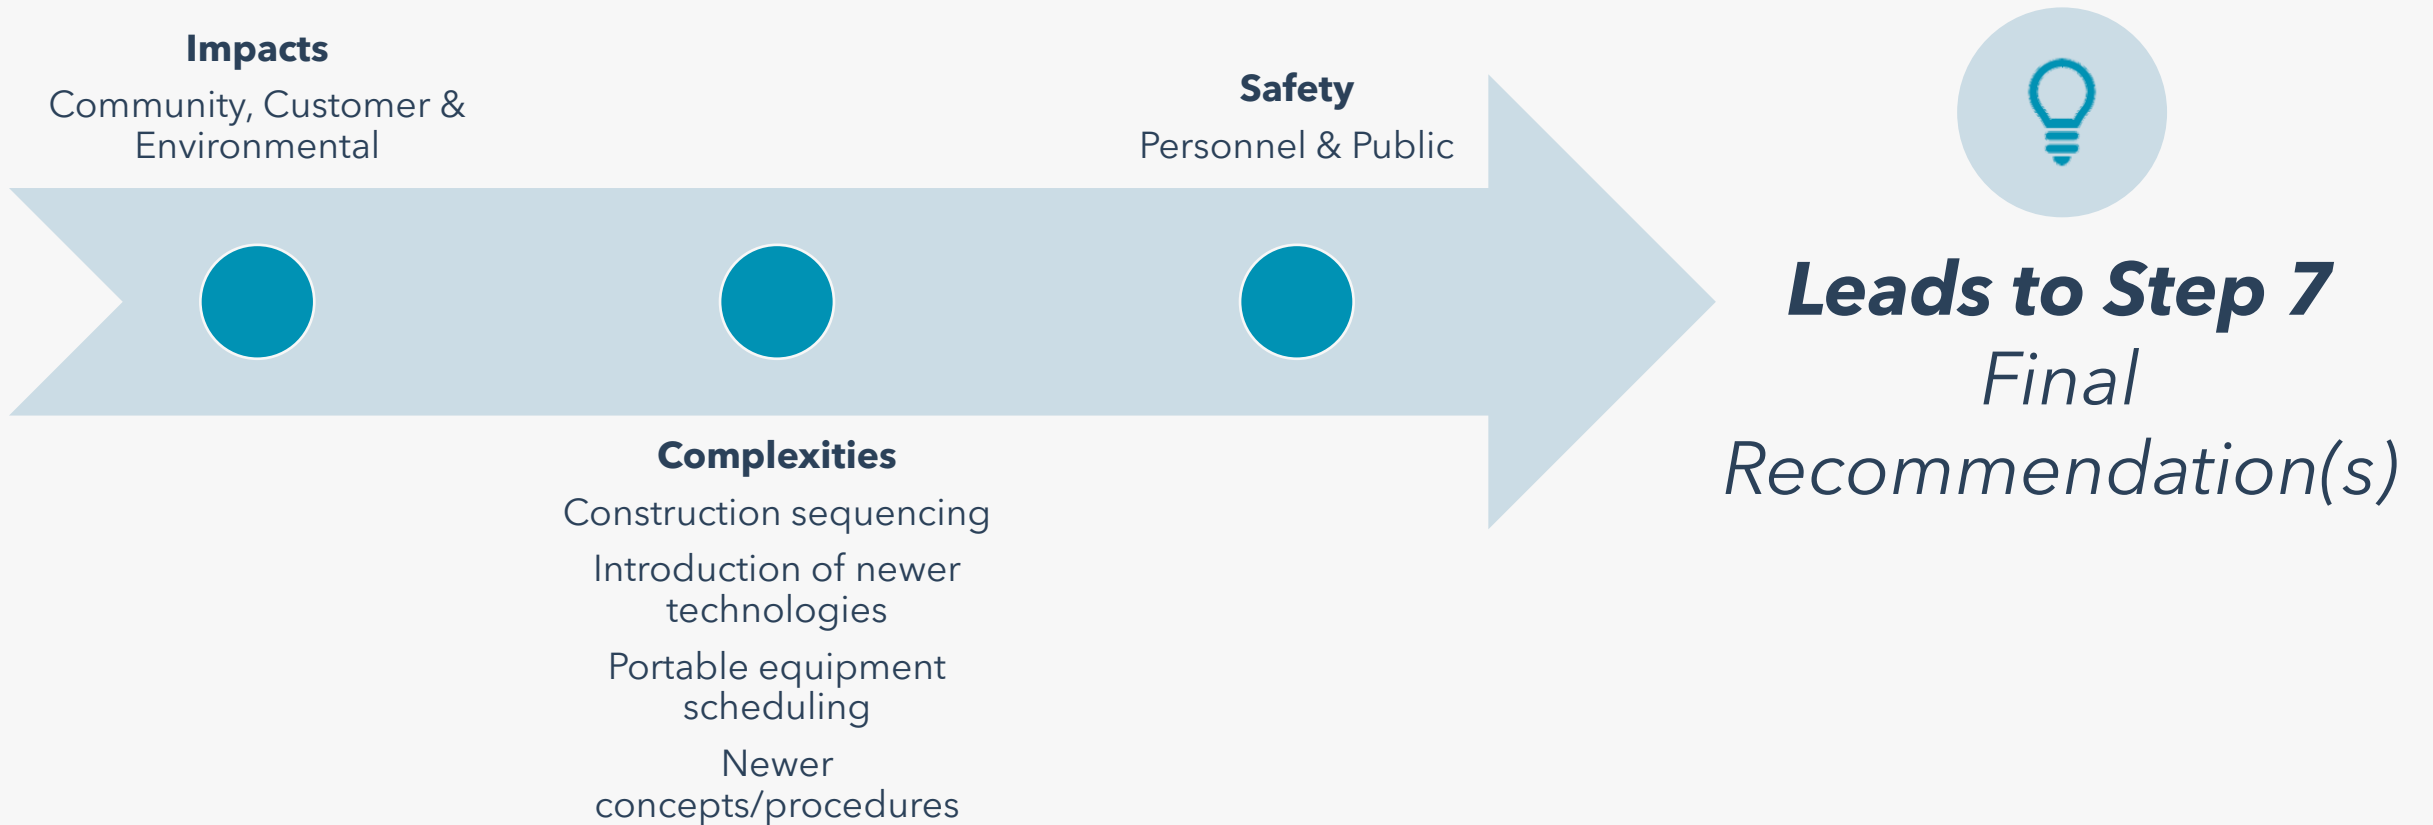 Impacts
Community, Customer &
Environmental
Complexities
Construction sequencing
Introduction of newer
technologies
Portable equipment
scheduling
Newer
concepts/procedures
Safety
Personnel & Public
Leads to Step 7
Final
Recommendation(s)